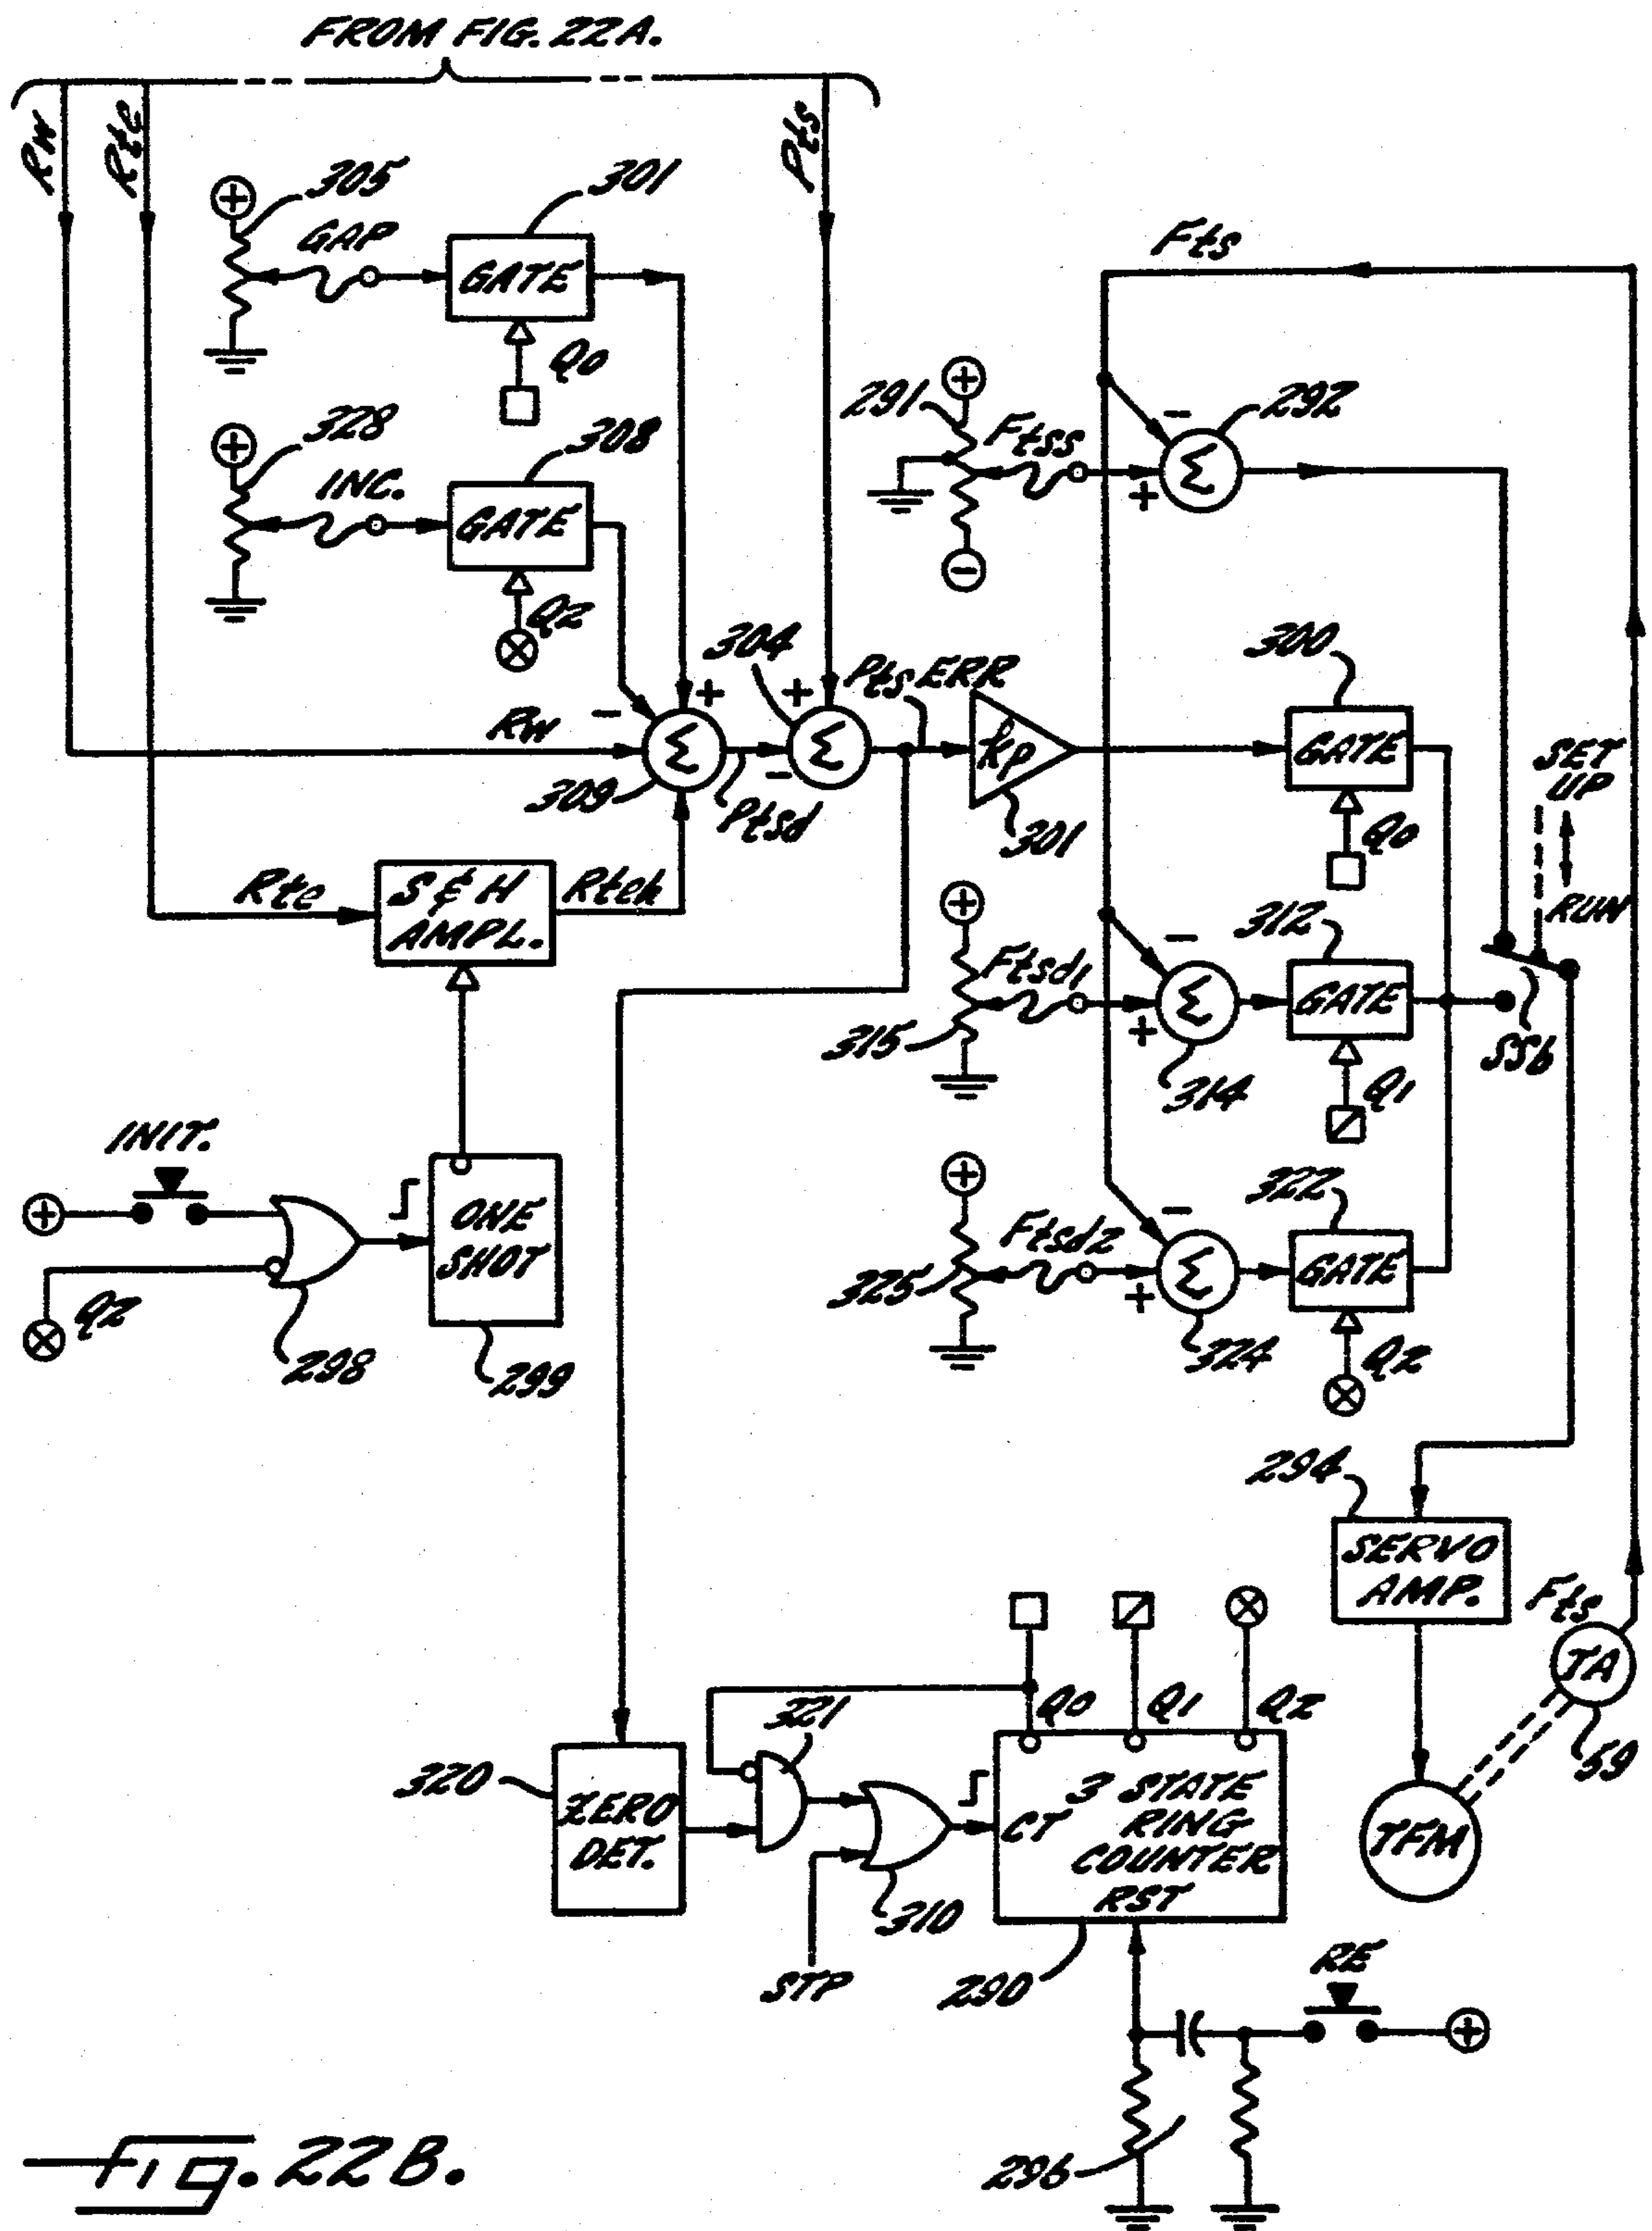 FROM FIG. 22A.
Rw
Rte
Pts
305
301
GAP
GATE
Q0
Fts
328
308
INC.
GATE
Q2
291
Ftss
292
Σ
+
-
304
Pts ERR
300
GATE
Q0
SET
UP
RUN
Rw
-
+
Σ
309
Ptsd
+
-
Σ
kp
301
Rte
S & H
AMPL.
Rteh
312
Ftsd1
-
+
Σ
GATE
315
314
Q1
SSb
INIT.
ONE
SHOT
Q2
298
299
322
Ftsd2
-
+
Σ
GATE
325
324
Q2
294
SERVO
AMP.
Fts
TA
59
TFM
321
Q0
Q1
Q2
320
ZERO
DET.
CT
3 STATE
RING
COUNTER
RST
310
STP
290
RE
296
fig. 22B.